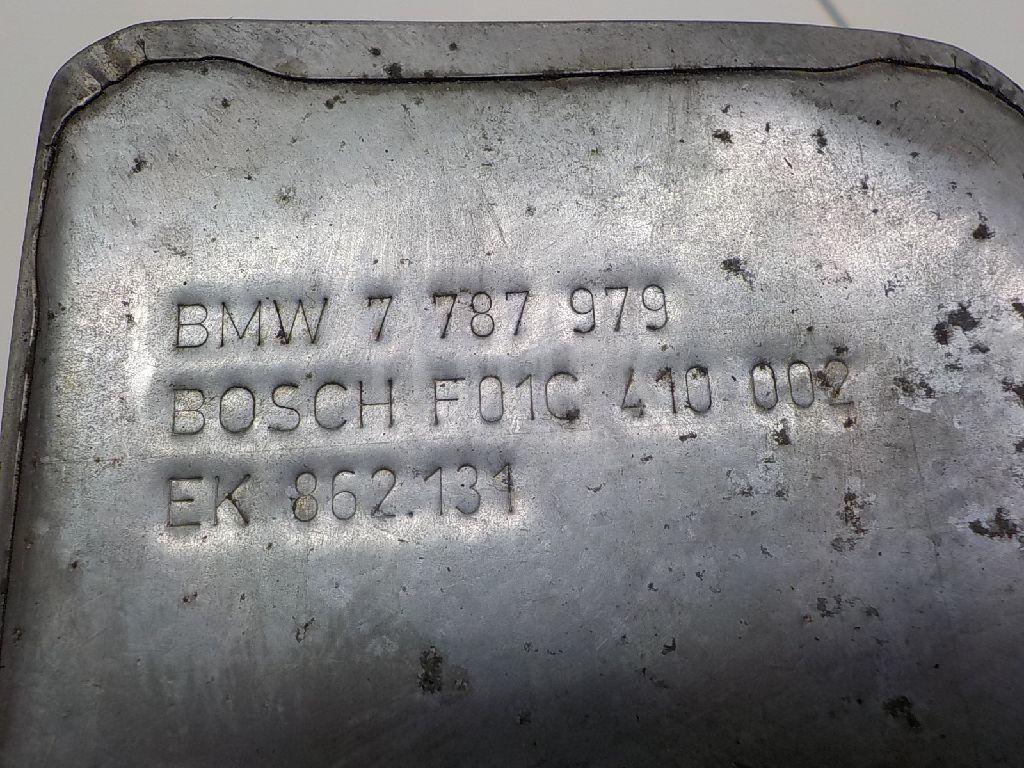 BMW 7 787 979
BOSCH F01C 410 002
EK 862.131